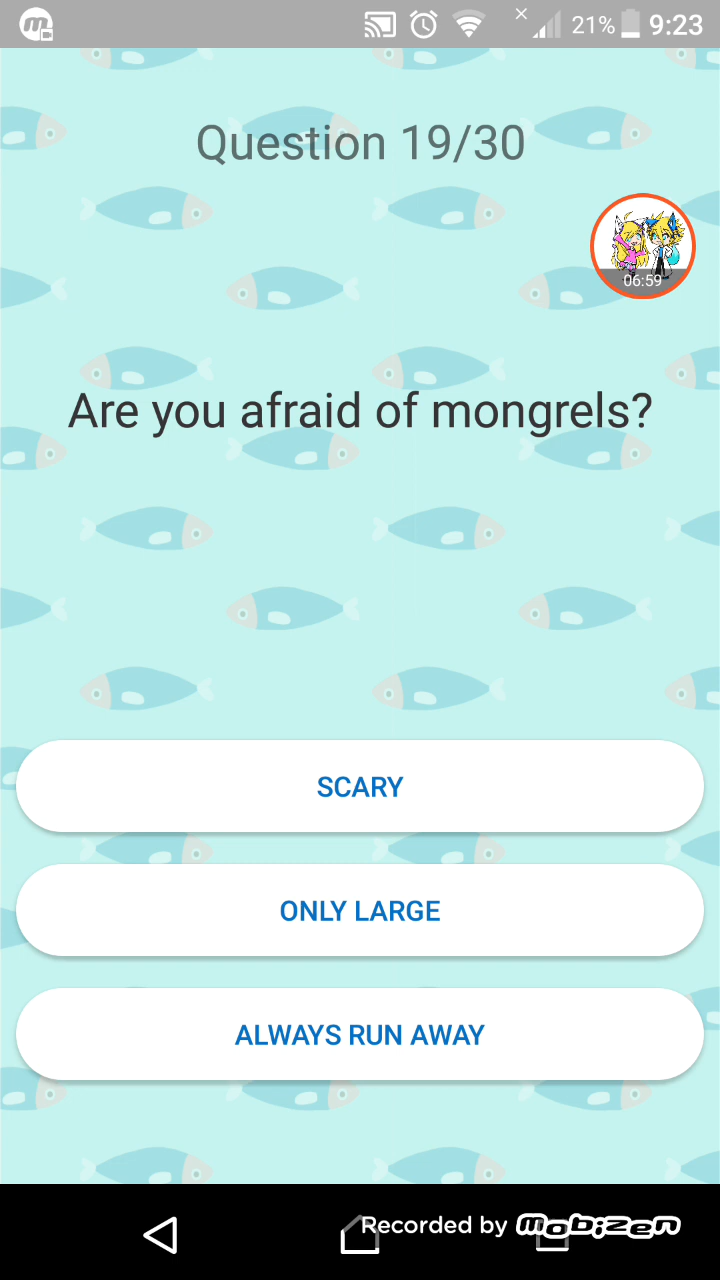 21% 9:23
Question 19/30
06:59
Are you afraid of mongrels?
SCARY
ONLY LARGE
ALWAYS RUN AWAY
Recorded by Mobizen